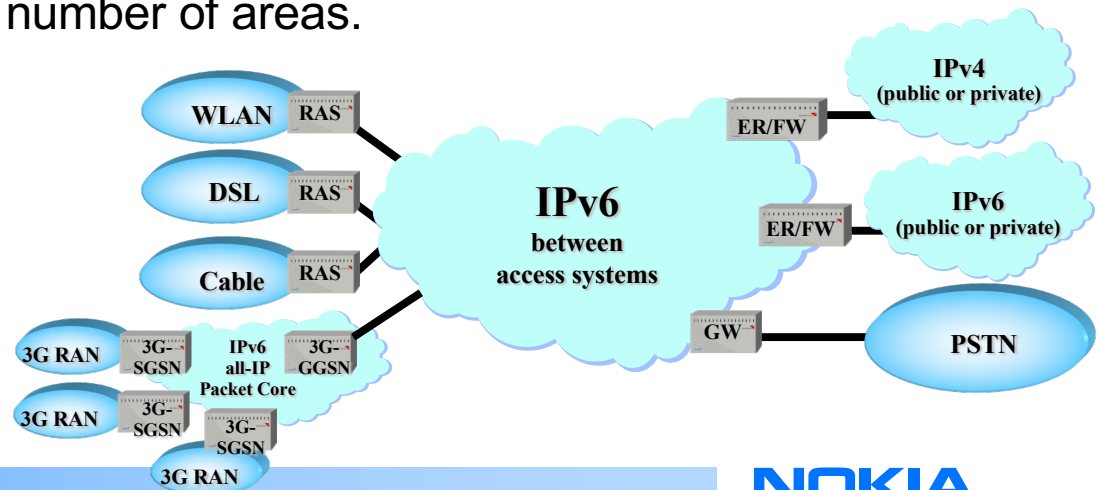 number of areas.
WLAN
RAS
DSL
RAS
Cable
RAS
3G RAN
3G-
SGSN
IPv6
all-IP
Packet Core
3G-
GGSN
3G RAN
3G-
SGSN
3G-
SGSN
3G RAN
IPv6
between
access systems
ER/FW
IPv4
(public or private)
ER/FW
IPv6
(public or private)
GW
PSTN
NOKIA